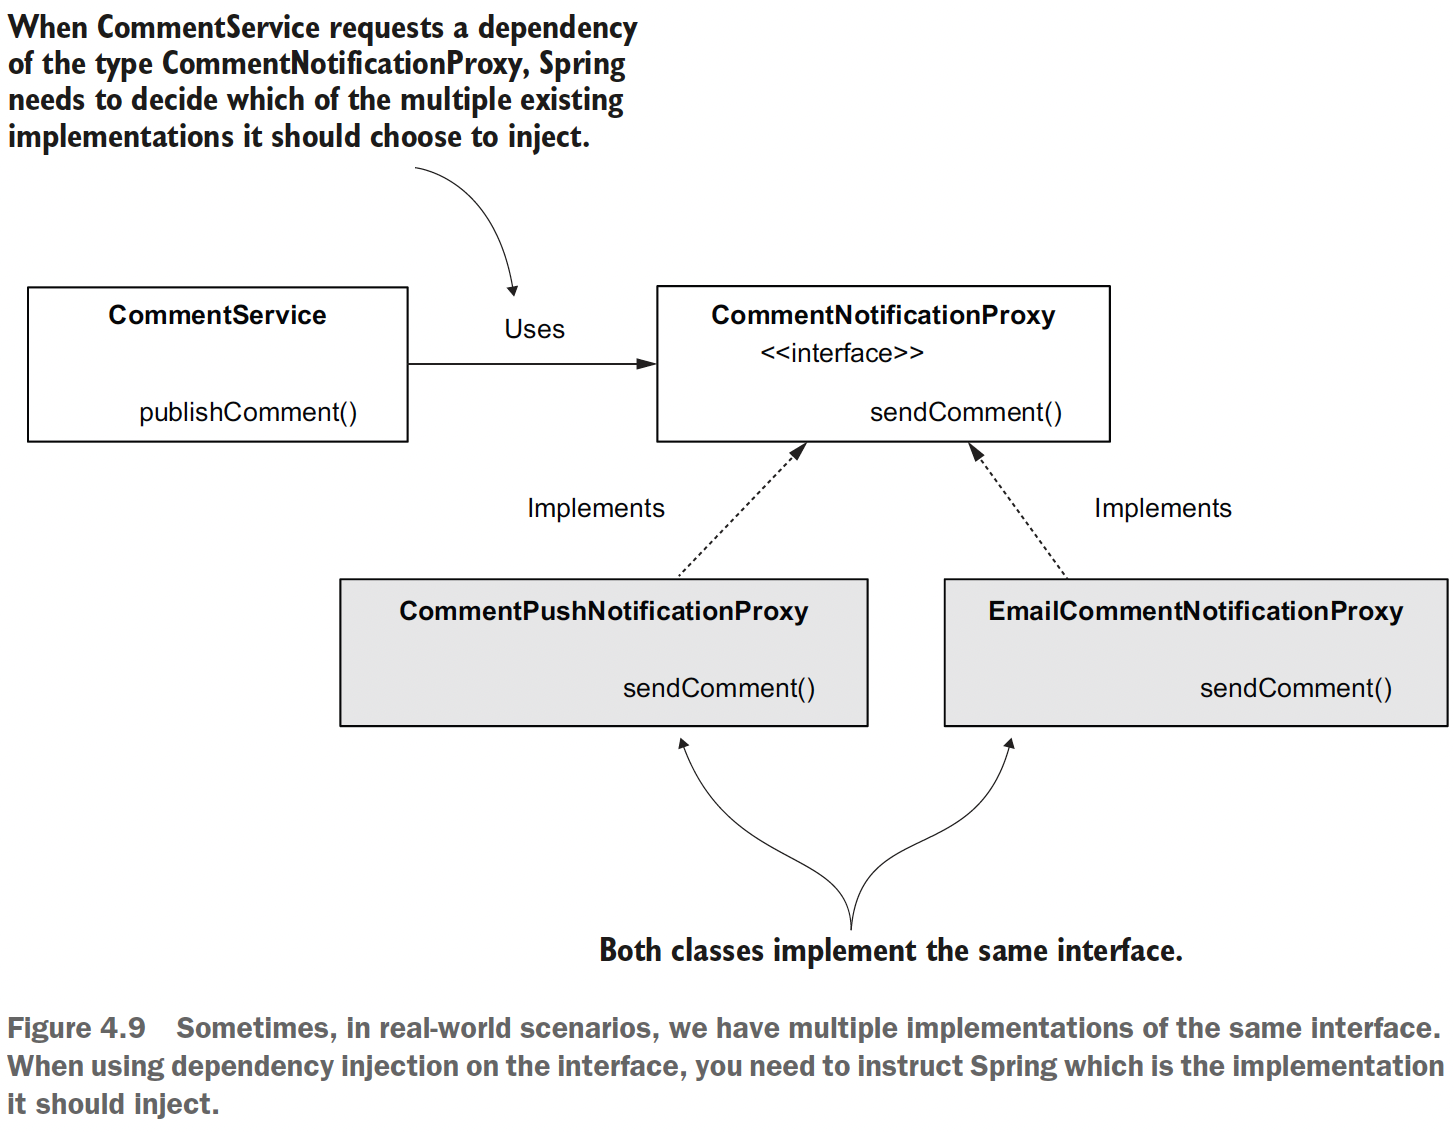 When CommentService requests a dependency
of the type CommentNotificationProxy, Spring
needs to decide which of the multiple existing
implementations it should choose to inject.
CommentService
publishComment()
Uses
CommentNotificationProxy
<<interface>>
sendComment()
Implements
Implements
CommentPushNotificationProxy
sendComment()
EmailCommentNotificationProxy
sendComment()
Both classes implement the same interface.
Figure 4.9 Sometimes, in real-world scenarios, we have multiple implementations of the same interface.
When using dependency injection on the interface, you need to instruct Spring which is the implementation
it should inject.